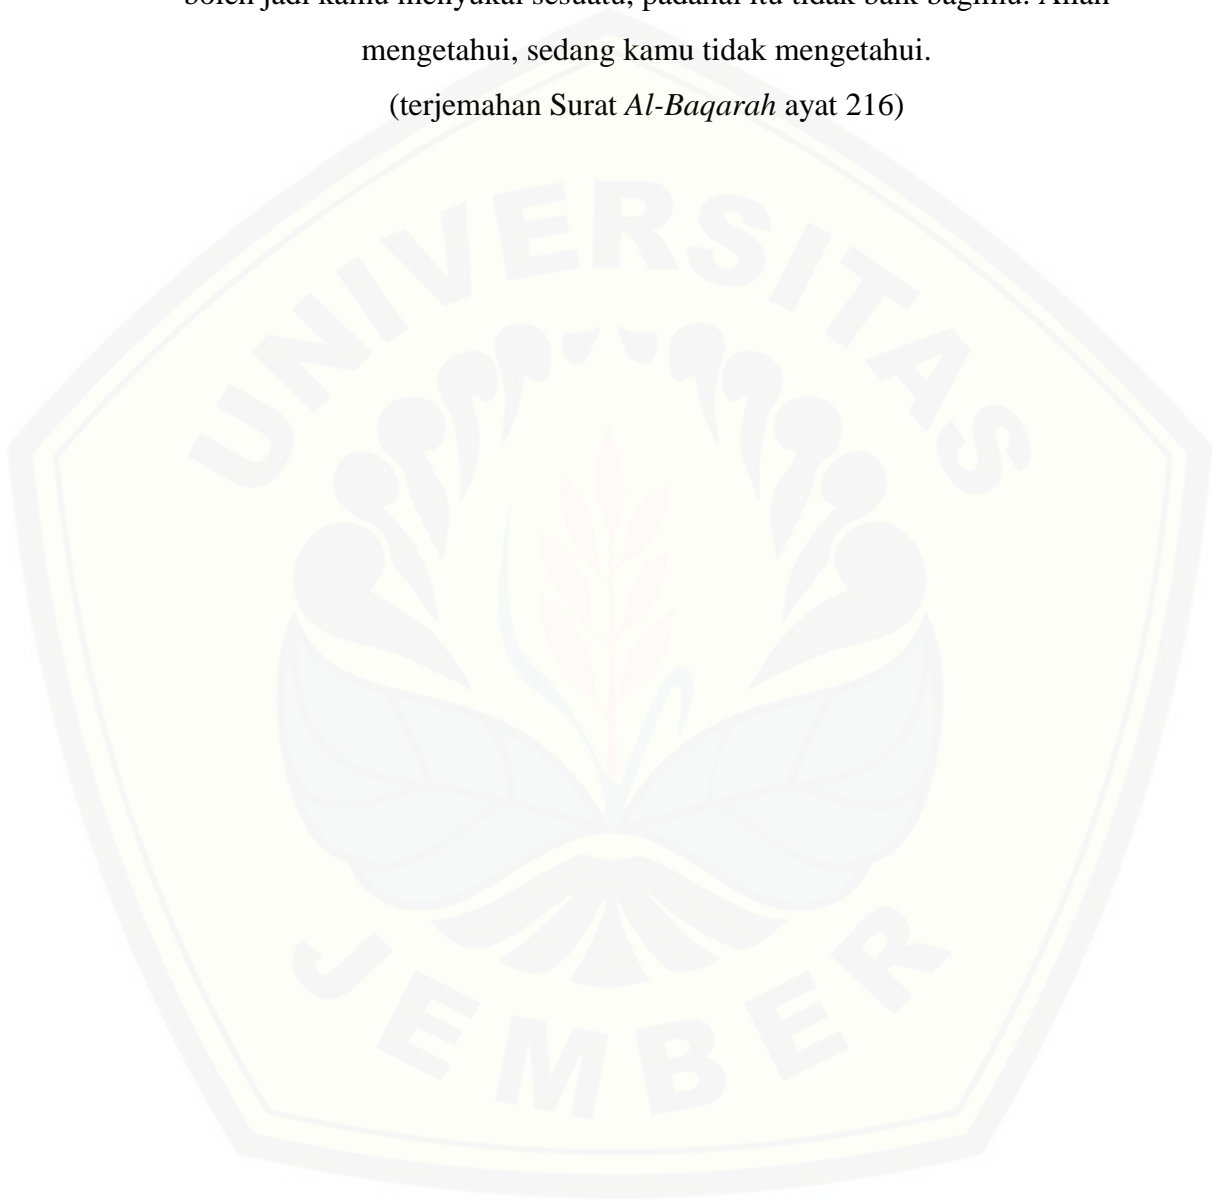 boleh jadi kamu menyukai sesuatu, padahal itu tidak baik bagimu. Allah
mengetahui, sedang kamu tidak mengetahui.
(terjemahan Surat Al-Baqarah ayat 216)
UNIVERSITAS
JEMBER